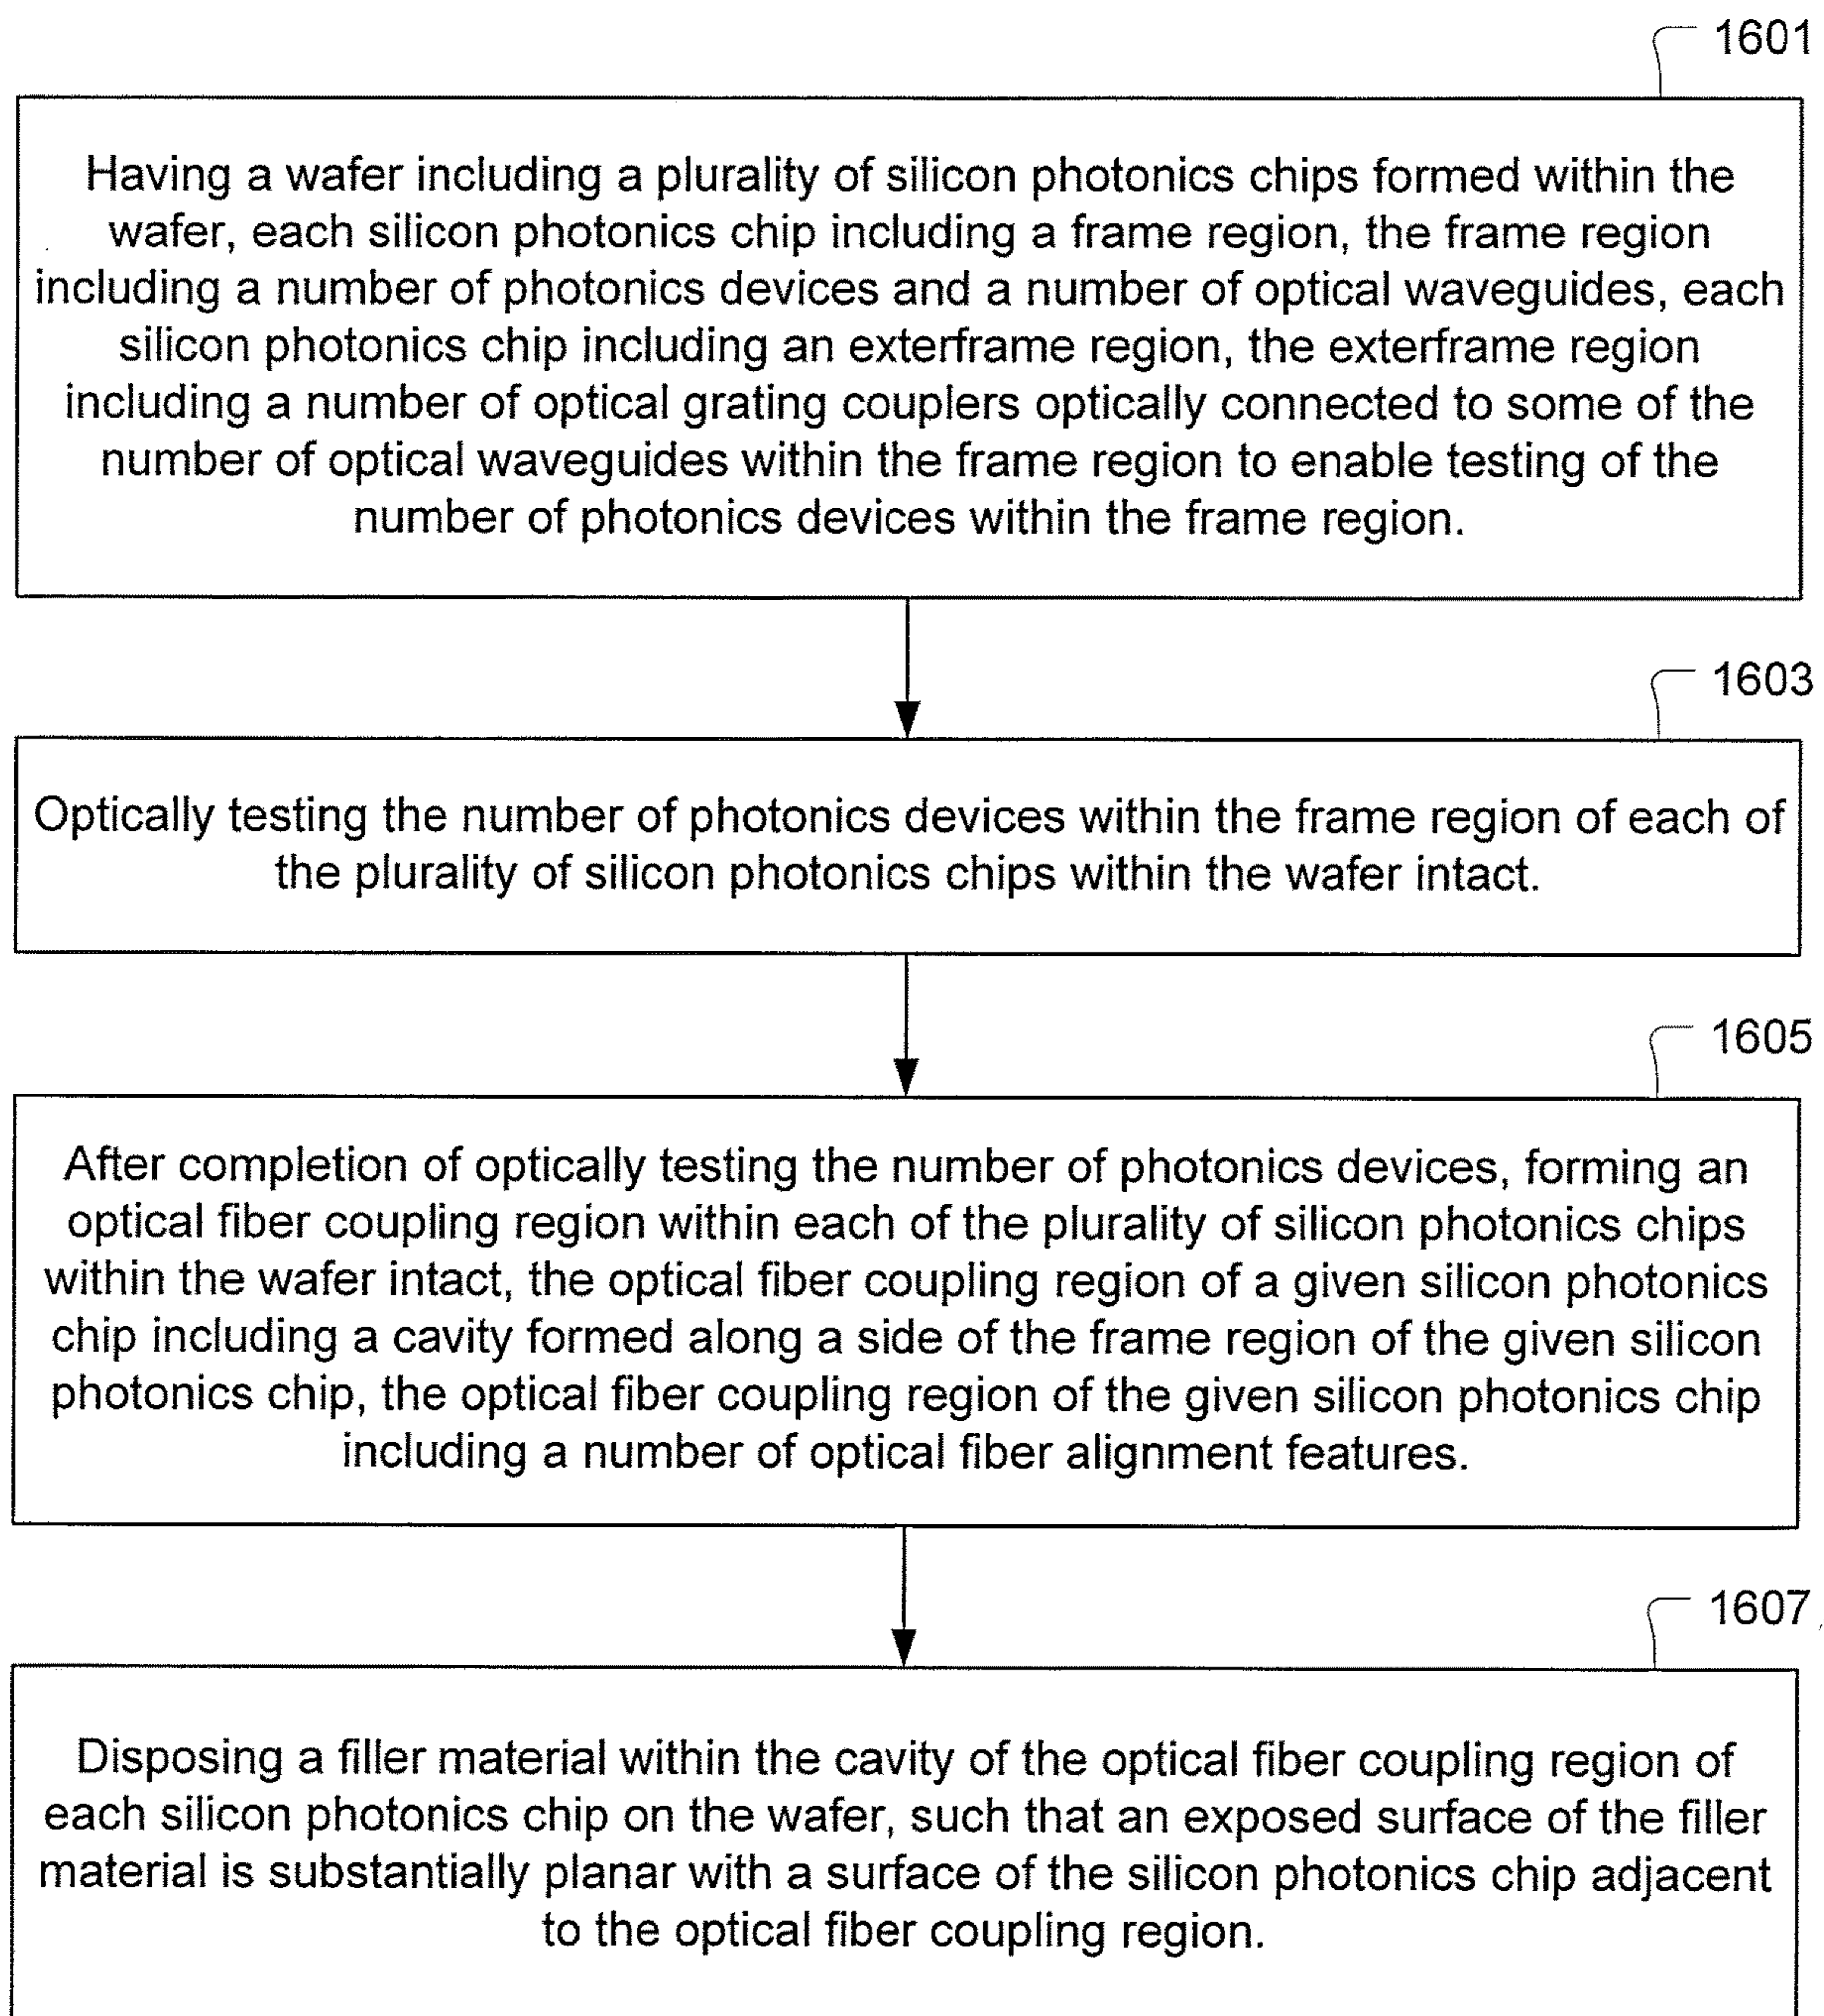 1601
Having a wafer including a plurality of silicon photonics chips formed within the
wafer, each silicon photonics chip including a frame region, the frame region
including a number of photonics devices and a number of optical waveguides, each
silicon photonics chip including an exterframe region, the exterframe region
including a number of optical grating couplers optically connected to some of the
number of optical waveguides within the frame region to enable testing of the
number of photonics devices within the frame region.
1603
Optically testing the number of photonics devices within the frame region of each of
the plurality of silicon photonics chips within the wafer intact.
1605
After completion of optically testing the number of photonics devices, forming an
optical fiber coupling region within each of the plurality of silicon photonics chips
within the wafer intact, the optical fiber coupling region of a given silicon photonics
chip including a cavity formed along a side of the frame region of the given silicon
photonics chip, the optical fiber coupling region of the given silicon photonics chip
including a number of optical fiber alignment features.
1607
Disposing a filler material within the cavity of the optical fiber coupling region of
each silicon photonics chip on the wafer, such that an exposed surface of the filler
material is substantially planar with a surface of the silicon photonics chip adjacent
to the optical fiber coupling region.